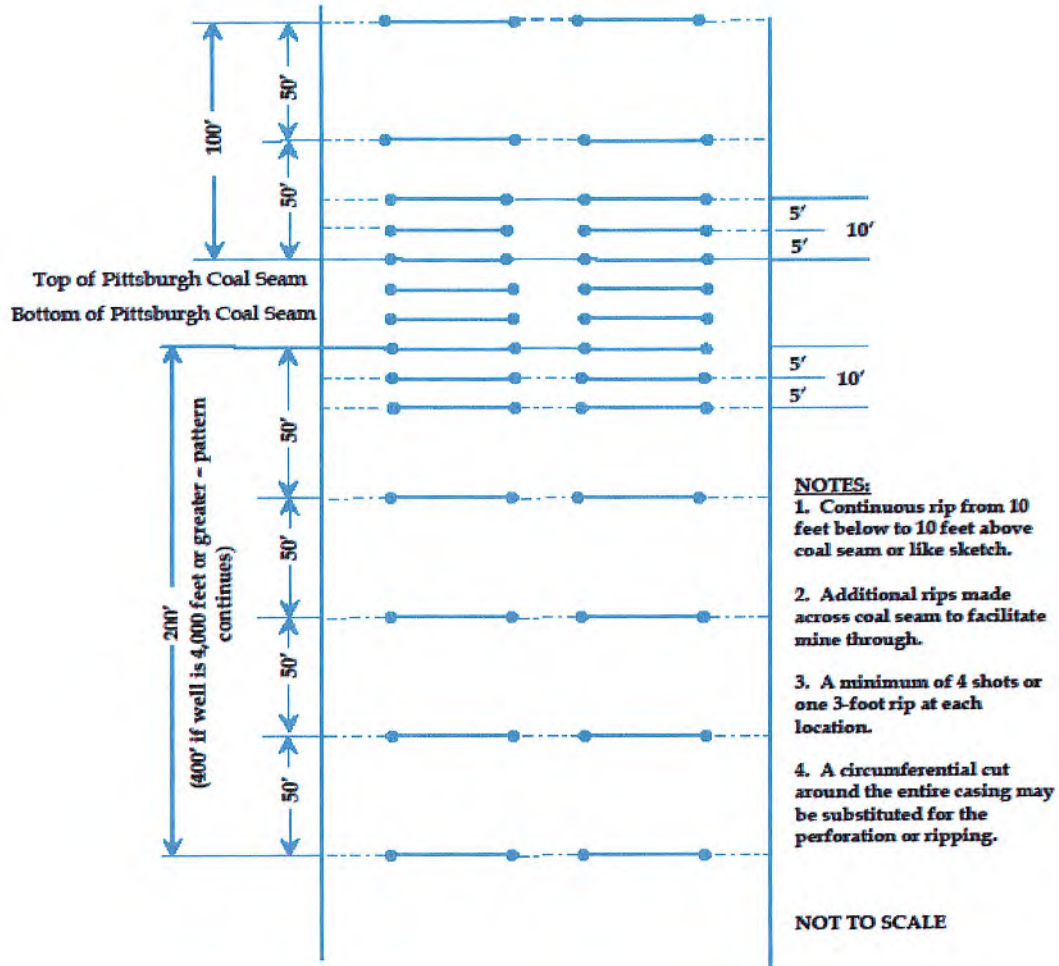 100'
50'
50'
5'
5'
10'
Top of Pittsburgh Coal Seam
Bottom of Pittsburgh Coal Seam
5'
5'
10'
200'
(400' if well is 4,000 feet or greater – pattern
continues)
50'
50'
50'
50'
NOTES:
1. Continuous rip from 10
feet below to 10 feet above
coal seam or like sketch.
2. Additional rips made
across coal seam to facilitate
mine through.
3. A minimum of 4 shots or
one 3-foot rip at each
location.
4. A circumferential cut
around the entire casing may
be substituted for the
perforation or ripping.
NOT TO SCALE